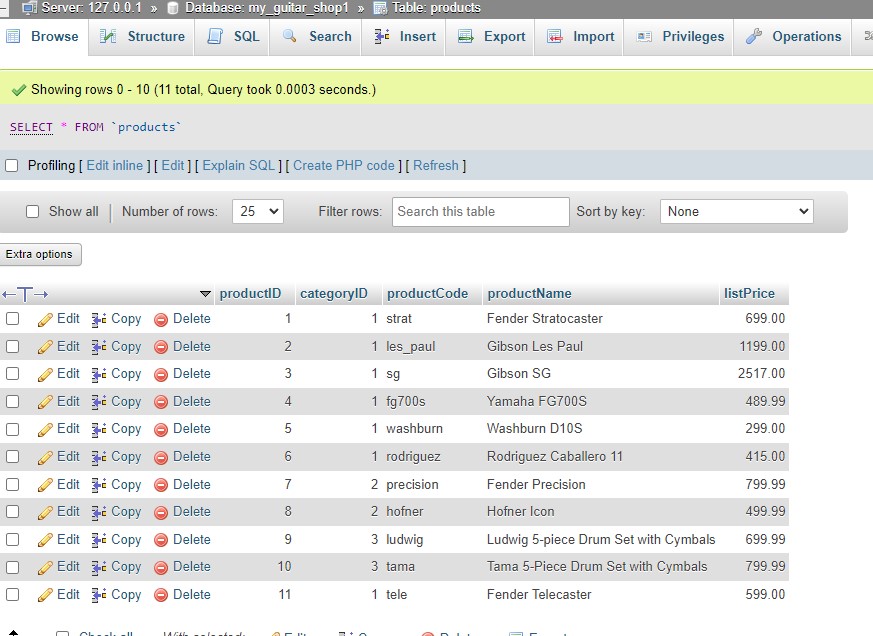 Server: 127.0.0.1 » Database: my_guitar_shop1 » Table: products
Browse Structure SQL Search Insert Export Import Privileges Operations
Showing rows 0 - 10 (11 total, Query took 0.0003 seconds.)
SELECT * FROM `products`
Profiling [ Edit inline ] [ Edit ] [ Explain SQL ] [ Create PHP code ] [ Refresh ]
Show all Number of rows: 25 Filter rows: Search this table Sort by key: None
Extra options
←T→ productID categoryID productCode productName listPrice
Edit Copy Delete 1 1 strat Fender Stratocaster 699.00
Edit Copy Delete 2 1 les_paul Gibson Les Paul 1199.00
Edit Copy Delete 3 1 sg Gibson SG 2517.00
Edit Copy Delete 4 1 fg700s Yamaha FG700S 489.99
Edit Copy Delete 5 1 washburn Washburn D10S 299.00
Edit Copy Delete 6 1 rodriguez Rodriguez Caballero 11 415.00
Edit Copy Delete 7 2 precision Fender Precision 799.99
Edit Copy Delete 8 2 hofner Hofner Icon 499.99
Edit Copy Delete 9 3 ludwig Ludwig 5-piece Drum Set with Cymbals 699.99
Edit Copy Delete 10 3 tama Tama 5-Piece Drum Set with Cymbals 799.99
Edit Copy Delete 11 1 tele Fender Telecaster 599.00
Check all With selected: Edit